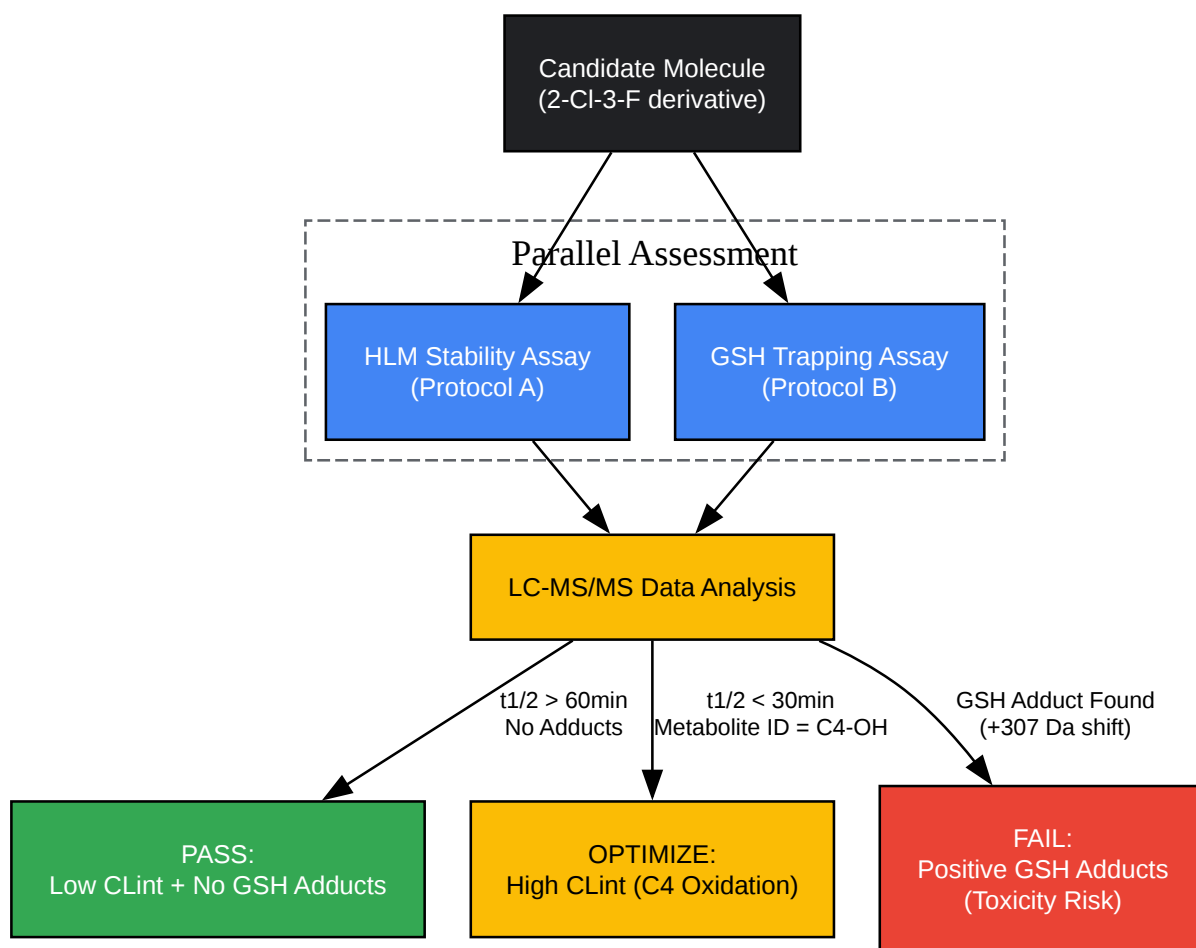 Candidate Molecule
(2-Cl-3-F derivative)
Parallel Assessment
HLM Stability Assay
(Protocol A)
GSH Trapping Assay
(Protocol B)
LC-MS/MS Data Analysis
t1/2 > 60min
No Adducts
t1/2 < 30min
Metabolite ID = C4-OH
GSH Adduct Found
(+307 Da shift)
PASS:
Low CLint + No GSH Adducts
OPTIMIZE:
High CLint (C4 Oxidation)
FAIL:
Positive GSH Adducts
(Toxicity Risk)